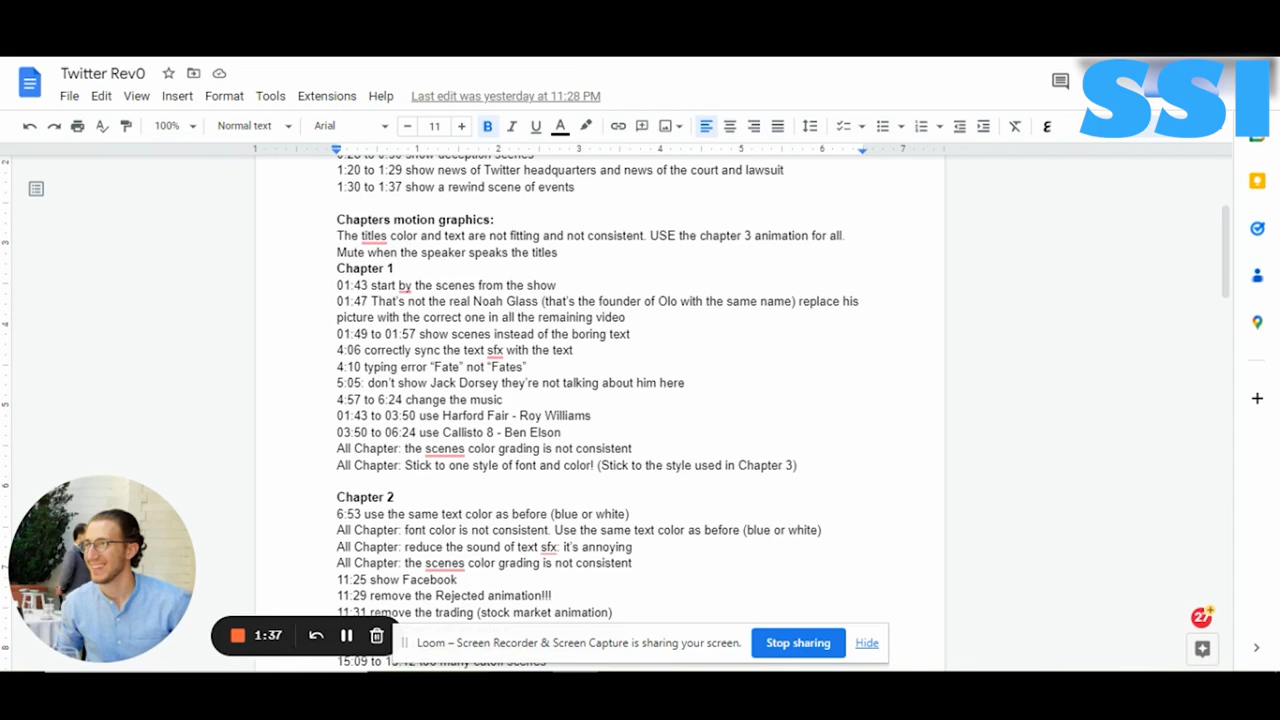 SSI
Twitter Rev0
File Edit View Insert Format Tools Extensions Help Last edit was yesterday at 11:28 PM
100% Normal text Arial 11 B I U A
1 1 2 3 4 5 6 7
1:20 to 1:29 show news of Twitter headquarters and news of the court and lawsuit
1:30 to 1:37 show a rewind scene of events
Chapters motion graphics:
The titles color and text are not fitting and not consistent. USE the chapter 3 animation for all.
Mute when the speaker speaks the titles
Chapter 1
01:43 start by the scenes from the show
01:47 That's not the real Noah Glass (that's the founder of Olo with the same name) replace his
picture with the correct one in all the remaining video
01:49 to 01:57 show scenes instead of the boring text
4:06 correctly sync the text sfx with the text
4:10 typing error “Fate” not “Fates”
5:05: don't show Jack Dorsey they're not talking about him here
4:57 to 6:24 change the music
01:43 to 03:50 use Harford Fair - Roy Williams
03:50 to 06:24 use Callisto 8 - Ben Elson
All Chapter: the scenes color grading is not consistent
All Chapter: Stick to one style of font and color! (Stick to the style used in Chapter 3)
Chapter 2
6:53 use the same text color as before (blue or white)
All Chapter: font color is not consistent. Use the same text color as before (blue or white)
All Chapter: reduce the sound of text sfx: it's annoying
All Chapter: the scenes color grading is not consistent
11:25 show Facebook
11:29 remove the Rejected animation!!!
11:31 remove the trading (stock market animation)
1:37
Loom – Screen Recorder & Screen Capture is sharing your screen. Stop sharing Hide
27